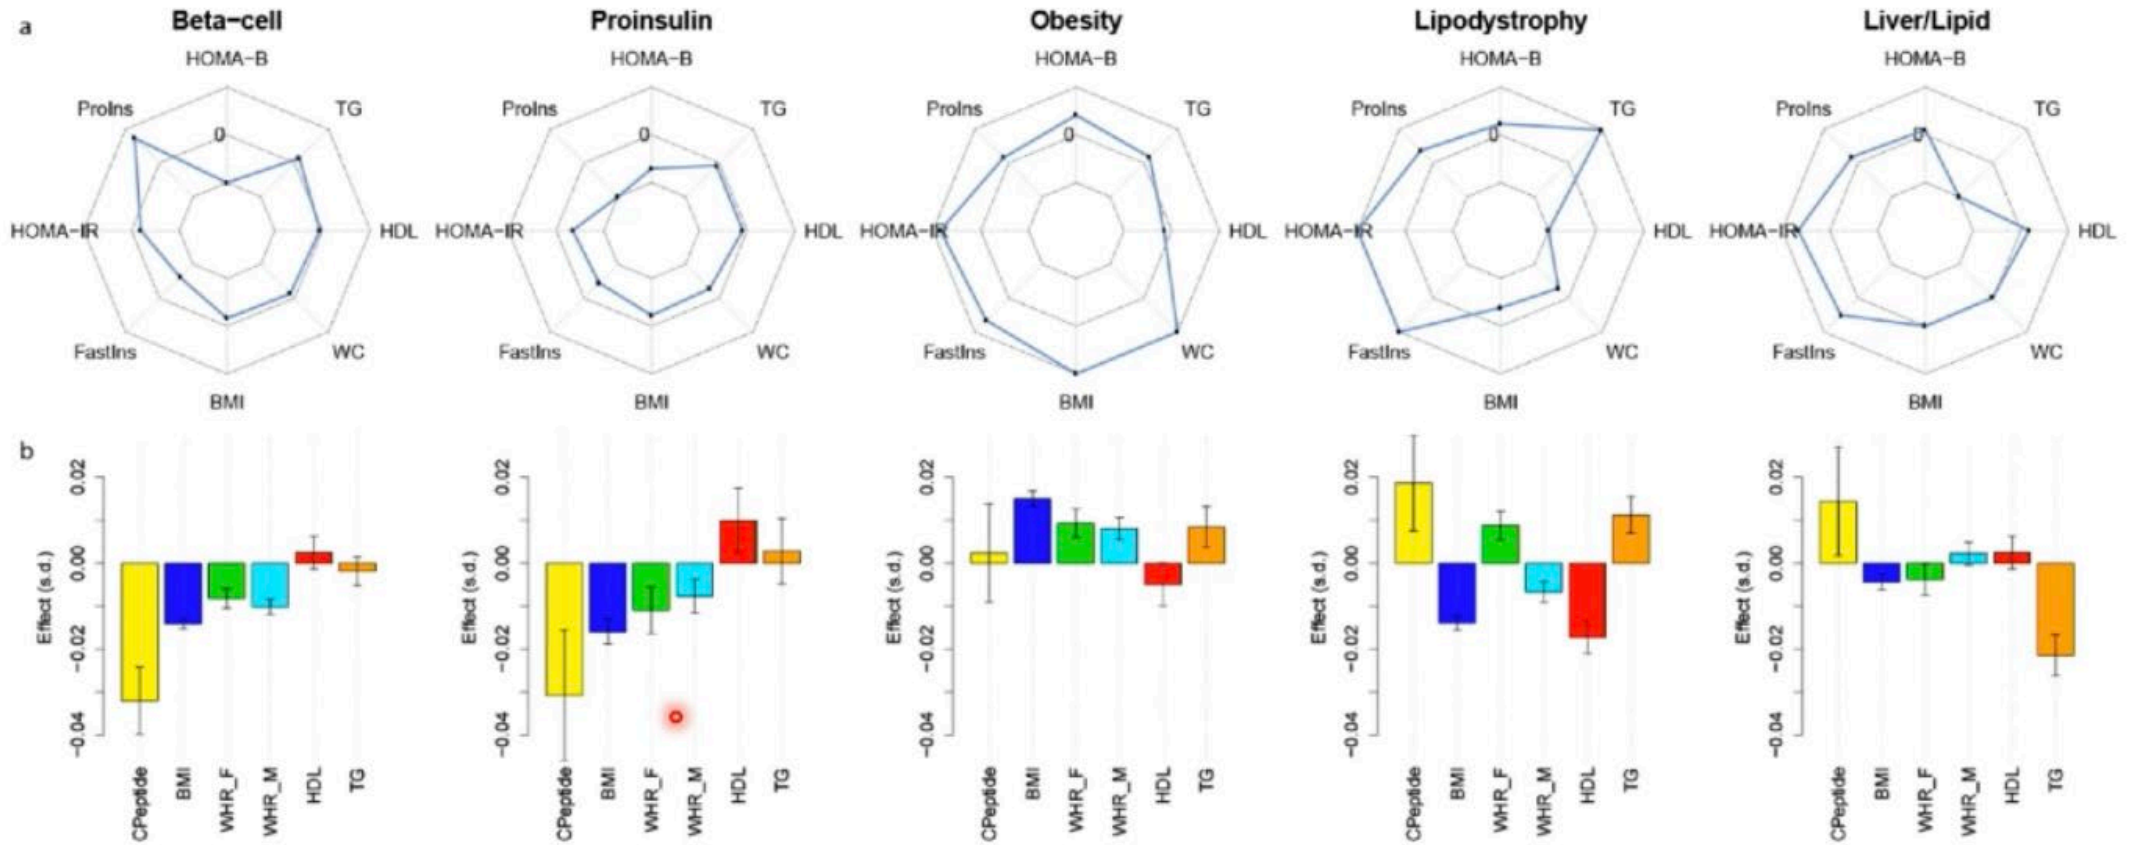 a
Beta-cell
HOMA-B
ProIns
TG
0
HOMA-IR
HDL
FastIns
WC
BMI
Proinsulin
HOMA-B
ProIns
TG
0
HOMA-IR
HDL
FastIns
WC
BMI
Obesity
HOMA-B
ProIns
TG
0
HOMA-IR
HDL
FastIns
WC
BMI
Lipodystrophy
HOMA-B
ProIns
TG
0
HOMA-IR
HDL
FastIns
WC
BMI
Liver/Lipid
HOMA-B
ProIns
TG
0
HOMA-IR
HDL
FastIns
WC
BMI
b
Effect (s.d.)
0.02
0.00
-0.02
-0.04
CPeptide
BMI
WHR_F
WHR_M
HDL
TG
Effect (s.d.)
0.02
0.00
-0.02
-0.04
CPeptide
BMI
WHR_F
WHR_M
HDL
TG
Effect (s.d.)
0.02
0.00
-0.02
-0.04
CPeptide
BMI
WHR_F
WHR_M
HDL
TG
Effect (s.d.)
0.02
0.00
-0.02
-0.04
CPeptide
BMI
WHR_F
WHR_M
HDL
TG
Effect (s.d.)
0.02
0.00
-0.02
-0.04
CPeptide
BMI
WHR_F
WHR_M
HDL
TG